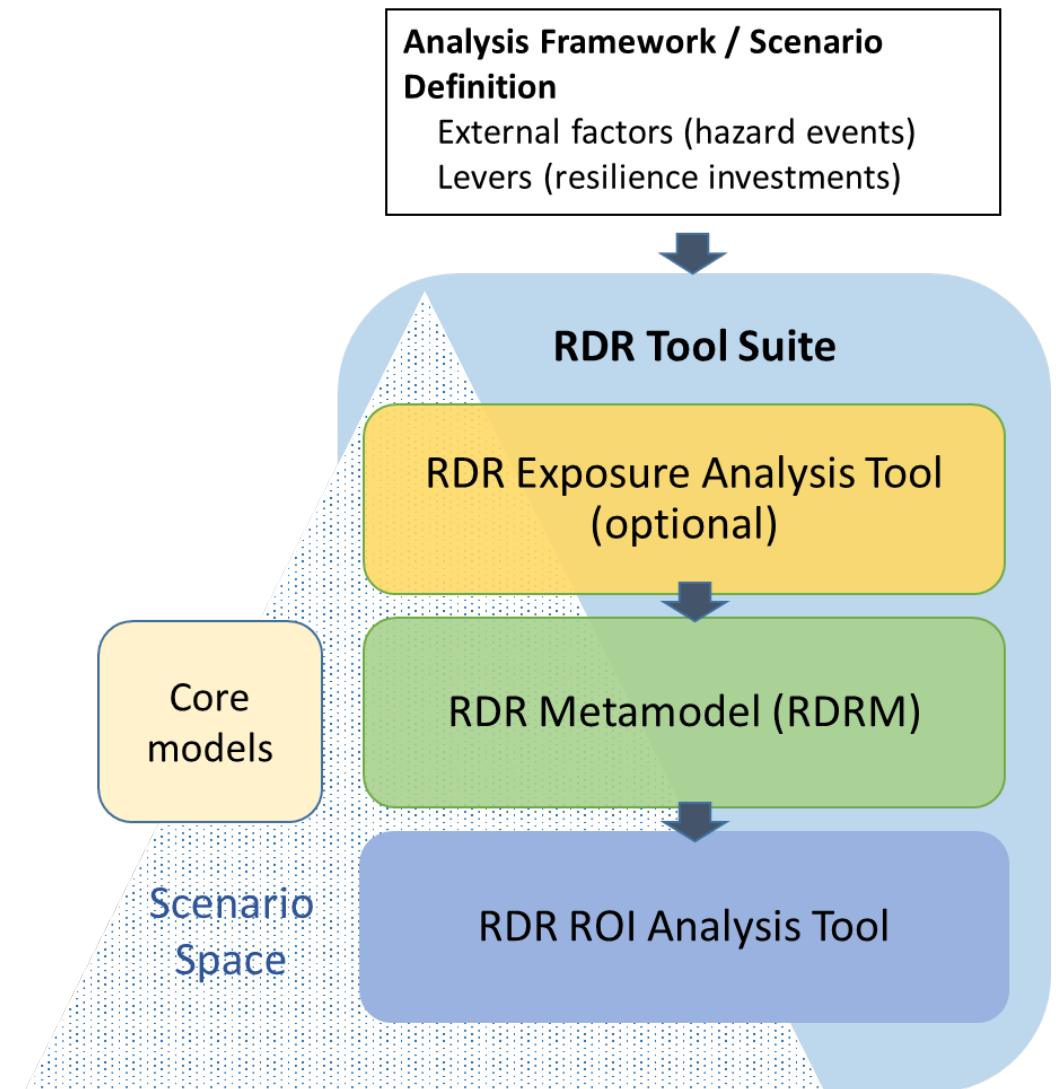 Analysis Framework / Scenario
Definition
External factors (hazard events)
Levers (resilience investments)
RDR Tool Suite
RDR Exposure Analysis Tool
(optional)
Core
models
RDR Metamodel (RDRM)
Scenario
Space
RDR ROI Analysis Tool